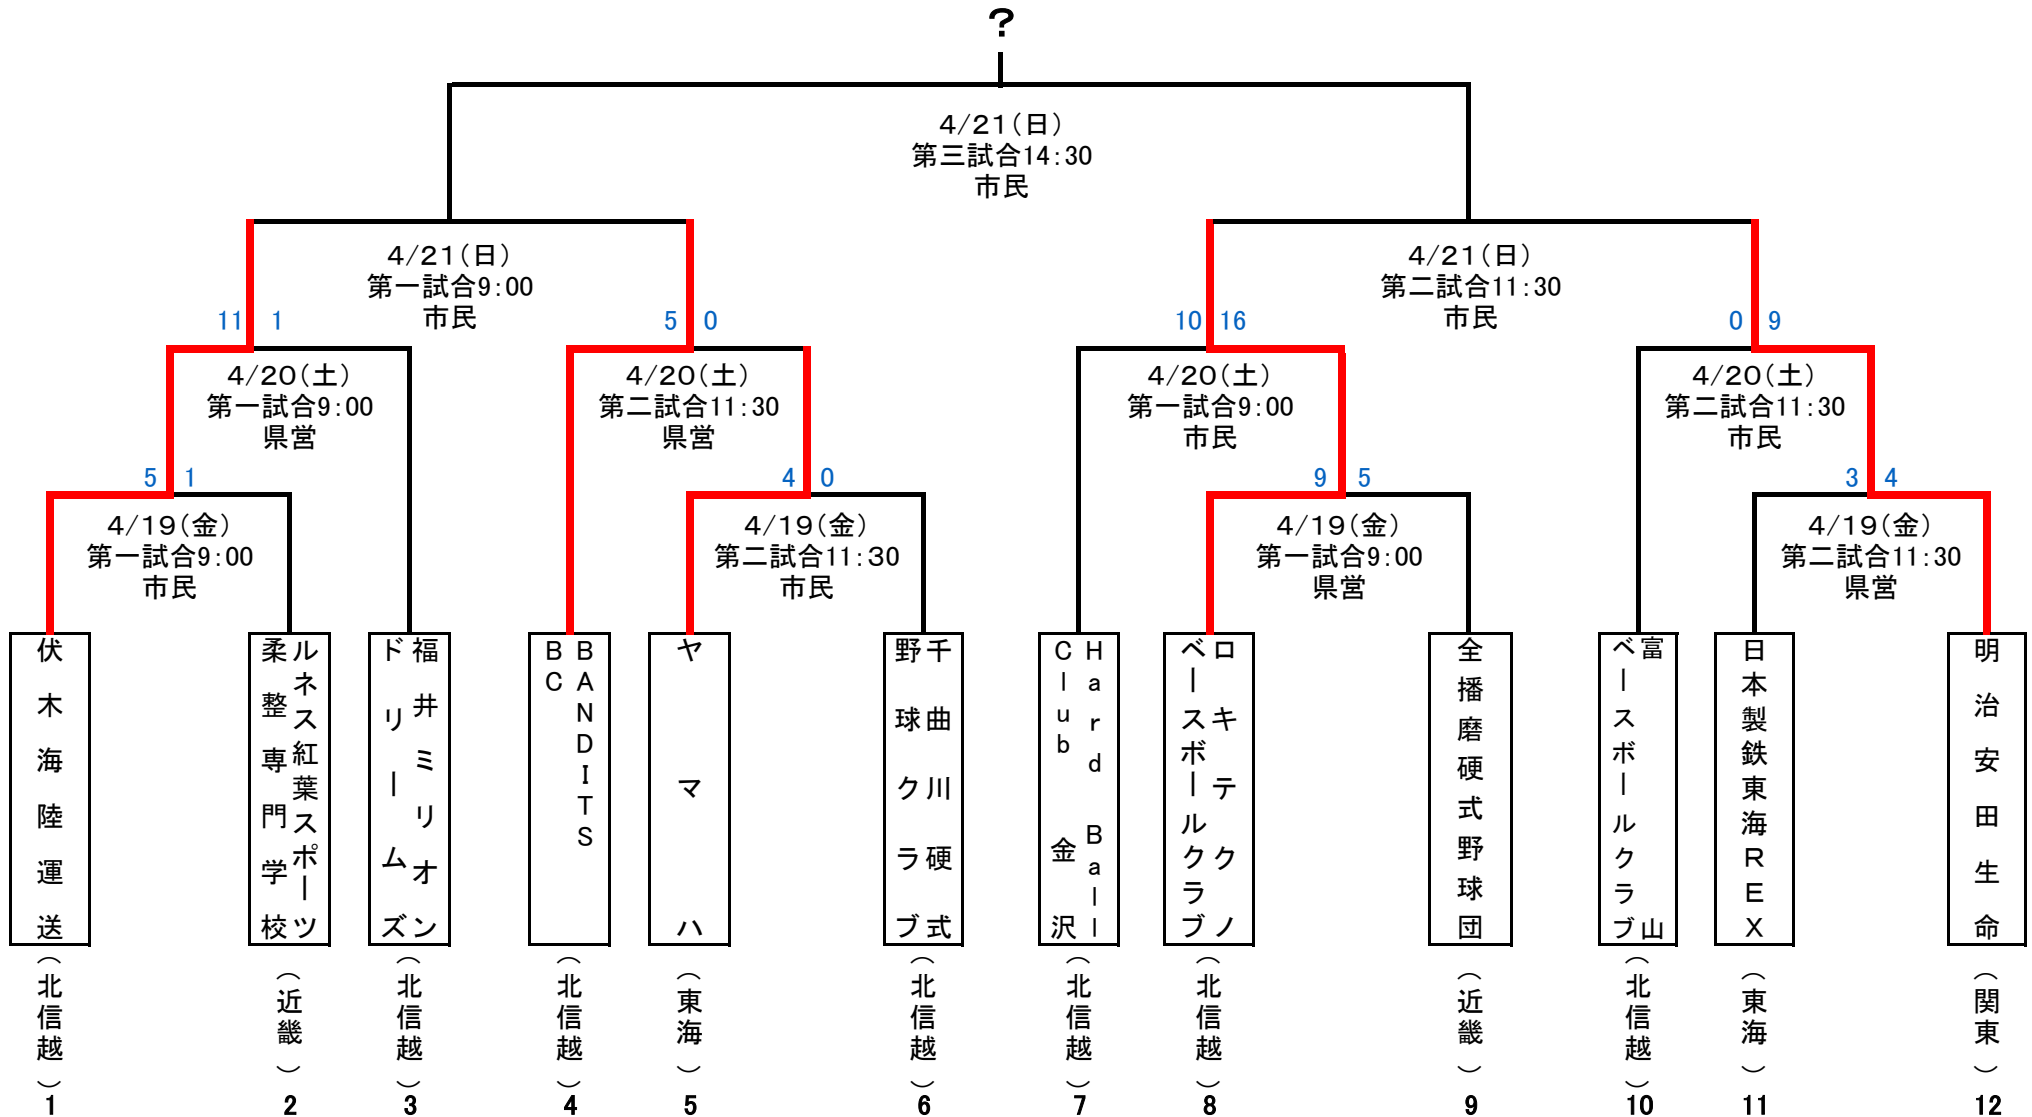 ?
4/21(日)
第三試合14:30
市民
4/21(日)
第一試合9:00
市民
4/21(日)
第二試合11:30
市民
11 1
5 0
10 16
0 9
4/20(土)
第一試合9:00
県営
4/20(土)
第二試合11:30
県営
4/20(土)
第一試合9:00
市民
4/20(土)
第二試合11:30
市民
5 1
4 0
9 5
3 4
4/19(金)
第一試合9:00
市民
4/19(金)
第二試合11:30
市民
4/19(金)
第一試合9:00
県営
4/19(金)
第二試合11:30
県営
伏木海陸運送
(北信越)
1
ルネス紅葉スポーツ
柔整専門学校
(近畿)
2
福井ミリオン
ドリームズ
(北信越)
3
BANDITS
BC
(北信越)
4
ヤマハ
(東海)
5
千曲川硬式
野球クラブ
(北信越)
6
Hard Ball
Club 金沢
(北信越)
7
ロキテクノ
ベースボールクラブ
(北信越)
8
全播磨硬式野球団
(近畿)
9
富山
ベースボールクラブ
(北信越)
10
日本製鉄東海REX
(東海)
11
明治安田生命
(関東)
12